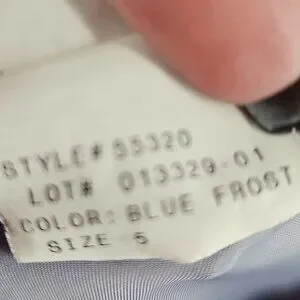 STYLE# 55320
LOT# 013329-01
COLOR: BLUE FROST
SIZE 5